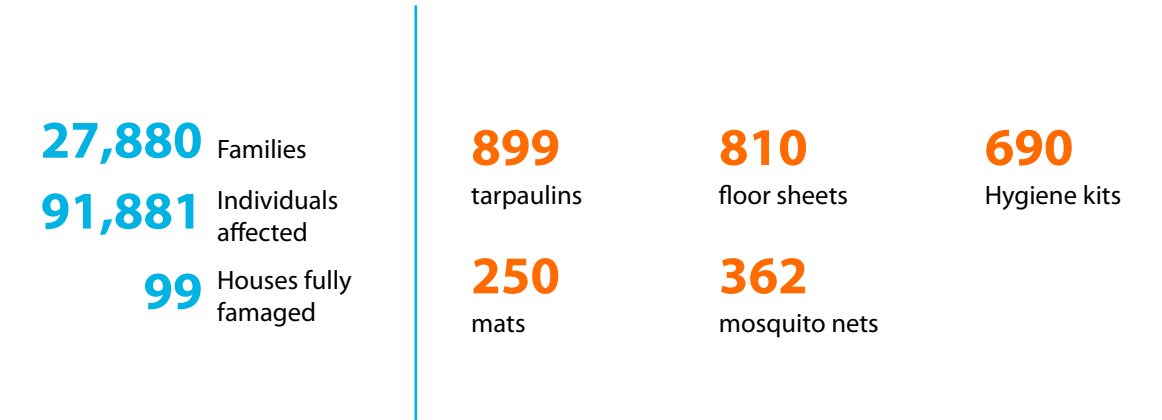 27,880 Families
91,881 Individuals
affected
99 Houses fully
famaged
899 810 690
tarpaulins floor sheets Hygiene kits
250 362
mats mosquito nets